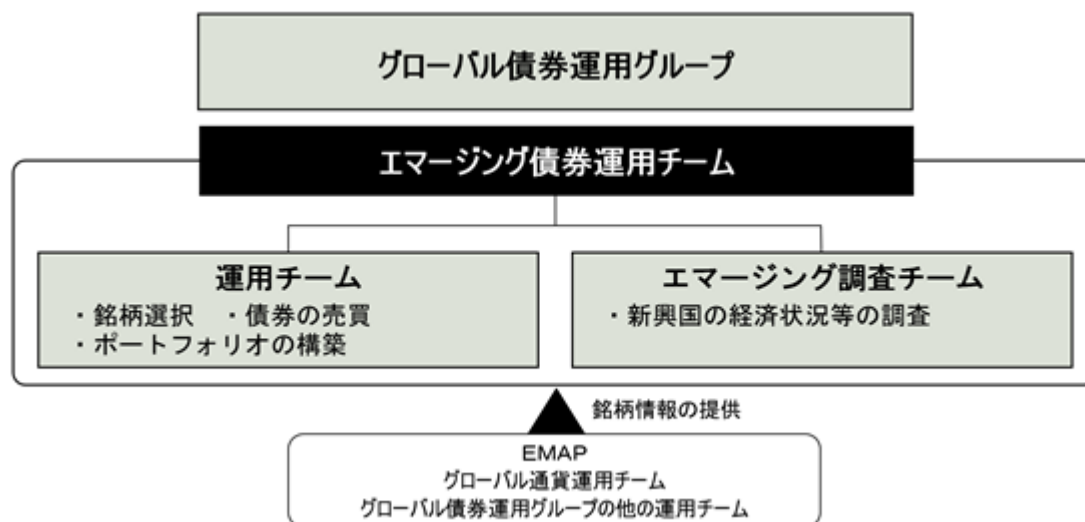 グローバル債券運用グループ
エマージング債券運用チーム
運用チーム
・銘柄選択　・債券の売買
・ポートフォリオの構築
エマージング調査チーム
・新興国の経済状況等の調査
銘柄情報の提供
EMAP
グローバル通貨運用チーム
グローバル債券運用グループの他の運用チーム